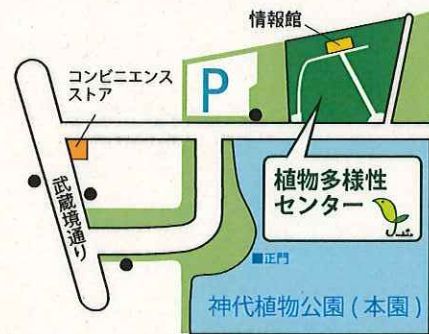 情報館
コンビニエンス
ストア
P
植物多様性
センター
武蔵境通り
■正門
神代植物公園(本園)